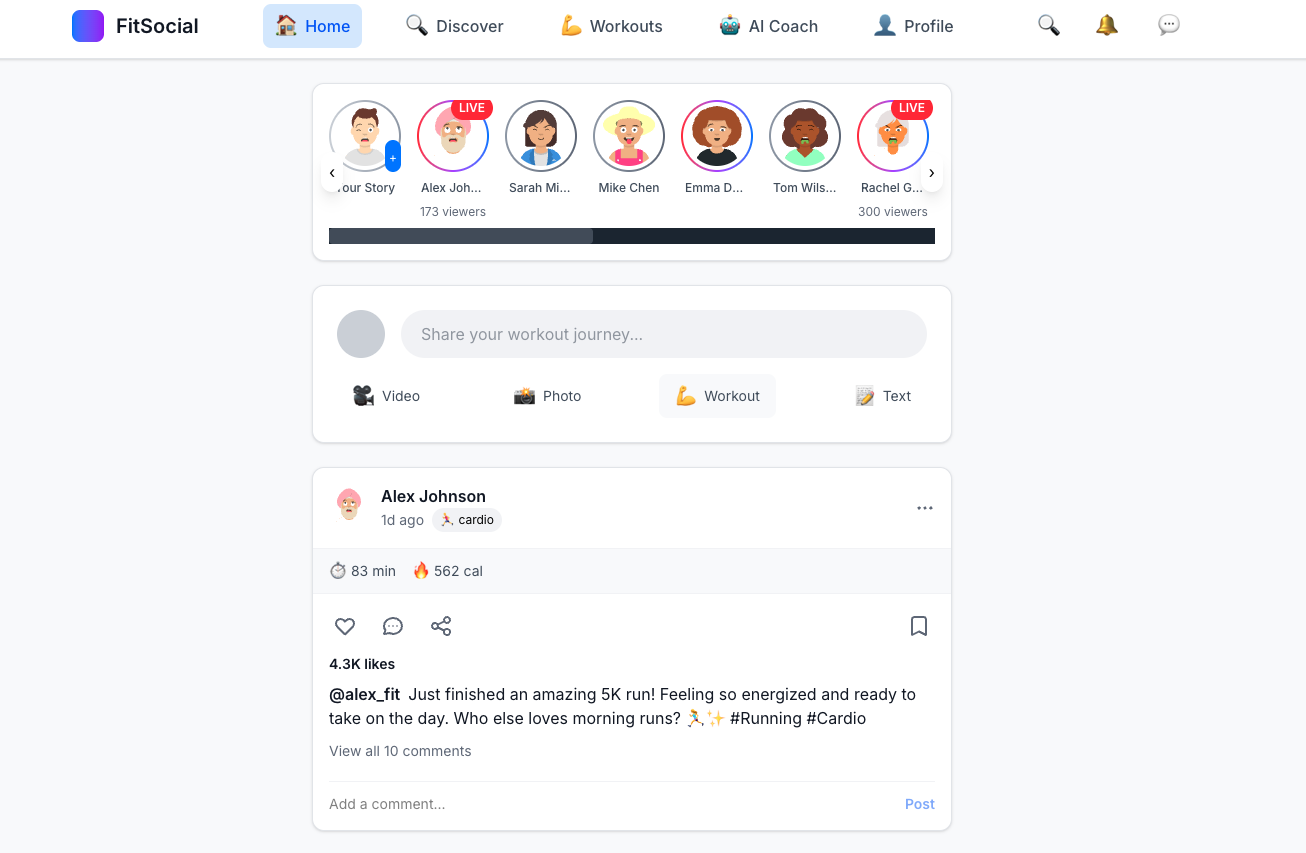 FitSocial
Home
Discover
Workouts
AI Coach
Profile
LIVE
LIVE
+
‹
›
our Story
Alex Joh...
Sarah Mi...
Mike Chen
Emma D...
Tom Wils...
Rachel G...
173 viewers
300 viewers
Share your workout journey...
Video
Photo
Workout
Text
Alex Johnson
1d ago
cardio
83 min
562 cal
4.3K likes
@alex_fit Just finished an amazing 5K run! Feeling so energized and ready to
take on the day. Who else loves morning runs? 🏃‍♂️✨ #Running #Cardio
View all 10 comments
Add a comment...
Post